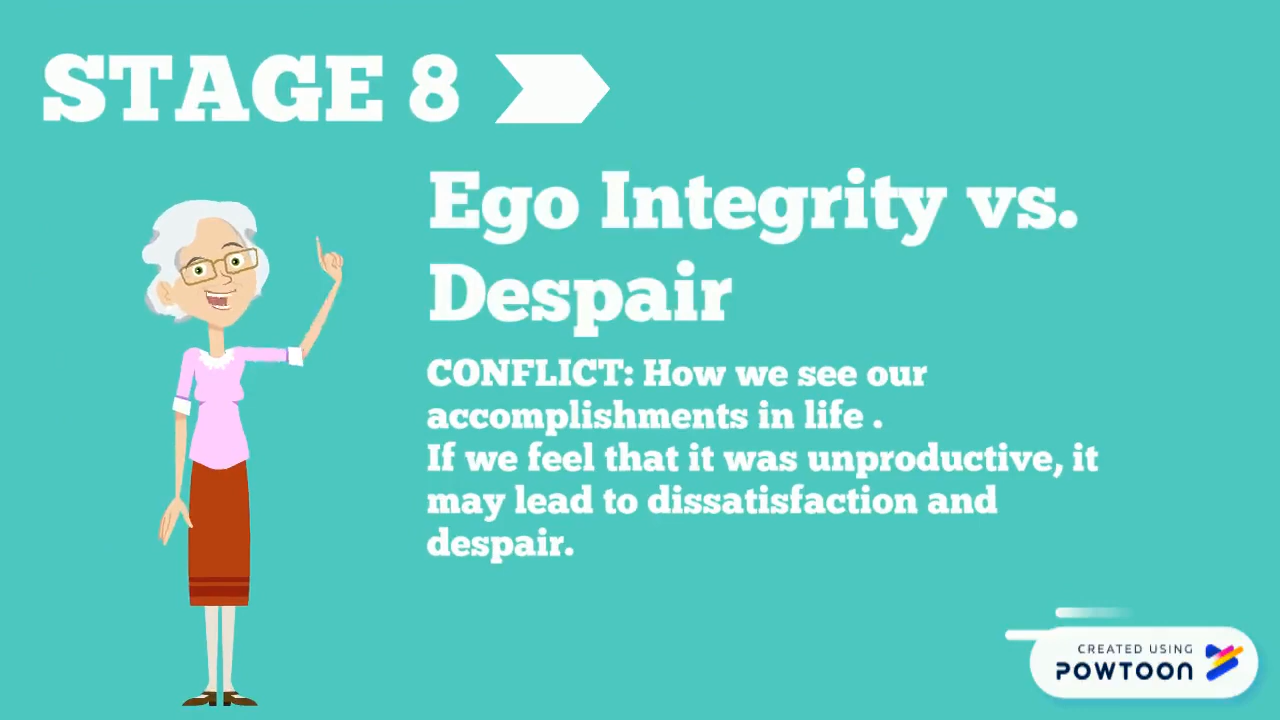 STAGE 8
Ego Integrity vs.
Despair
CONFLICT: How we see our
accomplishments in life .
If we feel that it was unproductive, it
may lead to dissatisfaction and
despair.
CREATED USING
POWTOON